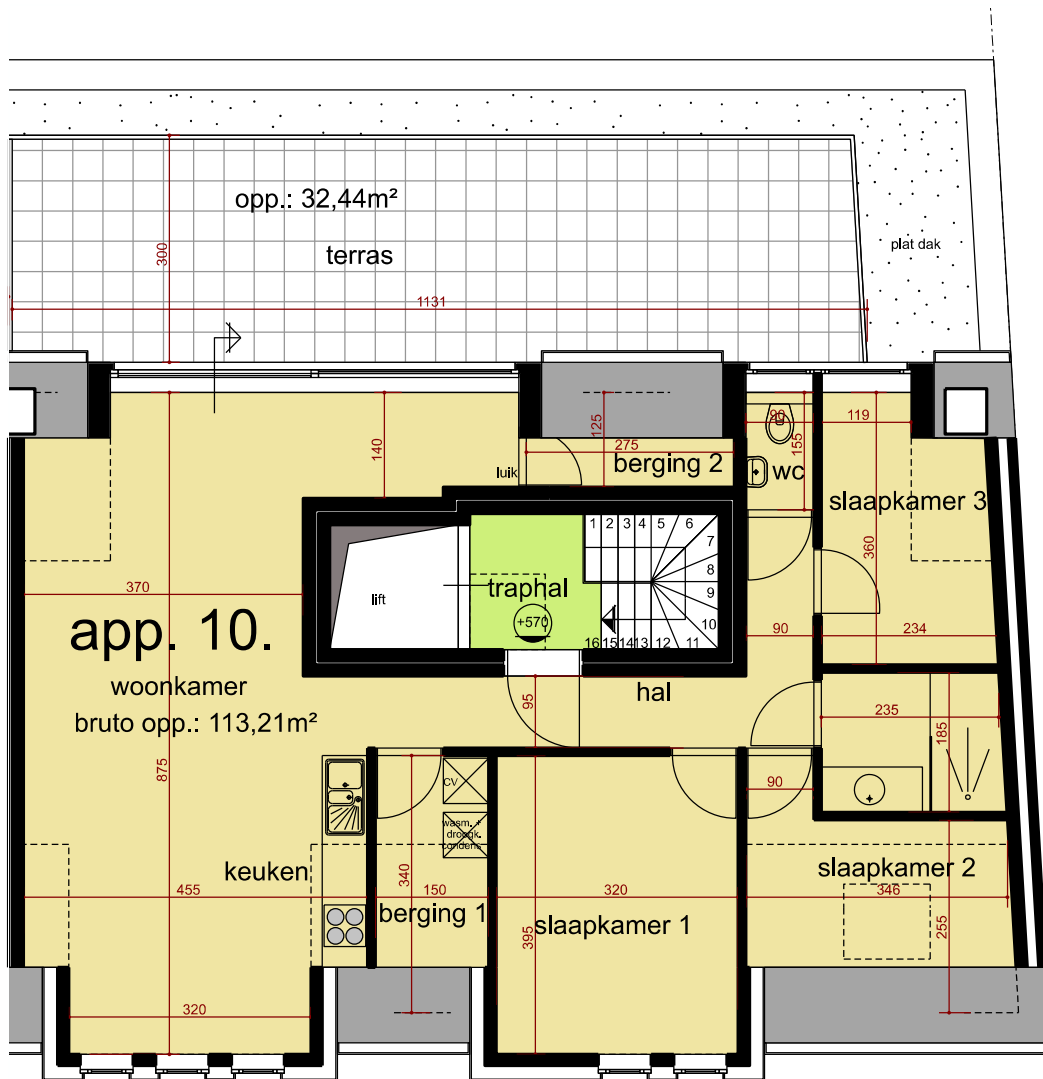 opp.: 32,44m²
terras
plat dak
300
1131
125
275
140
luik
berging 2
90
155
wc
119
slaapkamer 3
360
234
370
lift
traphal
+570
1 2 3 4 5 6
7
8
9
10
16 15 14 13 12 11
app. 10.
woonkamer
bruto opp.: 113,21m²
hal
90
95
235
185
875
CV
wasm. +
droogk.
condens.
90
keuken
340
slaapkamer 2
455
150
320
346
berging 1
slaapkamer 1
395
255
320